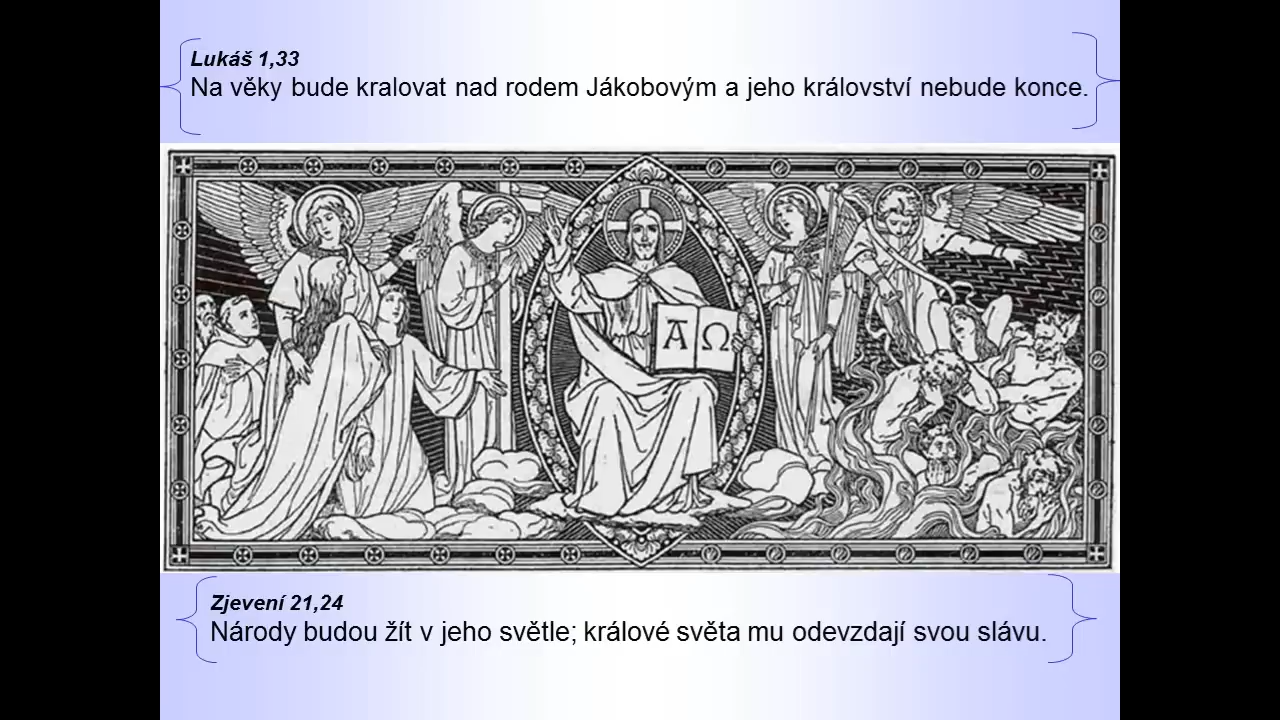 Lukáš 1,33
Na věky bude kralovat nad rodem Jákobovým a jeho království nebude konce.
A Ω
Zjevení 21,24
Národy budou žít v jeho světle; králové světa mu odevzdají svou slávu.